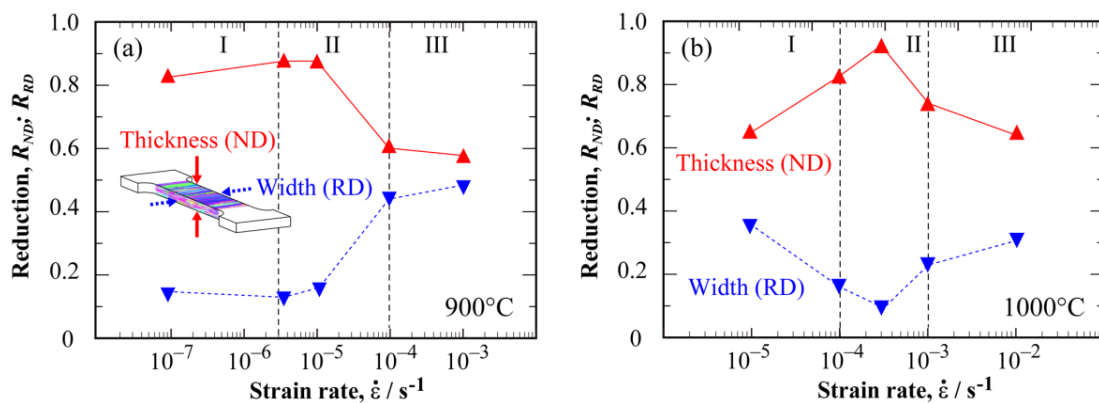 (a)
I
II
III
Reduction, R_ND; R_RD
1.0
0.8
0.6
0.4
0.2
0
Thickness (ND)
Width (RD)
900°C
10⁻⁷
10⁻⁶
10⁻⁵
10⁻⁴
10⁻³
Strain rate, ε̇ / s⁻¹
(b)
I
II
III
Reduction, R_ND; R_RD
1.0
0.8
0.6
0.4
0.2
0
Thickness (ND)
Width (RD)
1000°C
10⁻⁵
10⁻⁴
10⁻³
10⁻²
Strain rate, ε̇ / s⁻¹